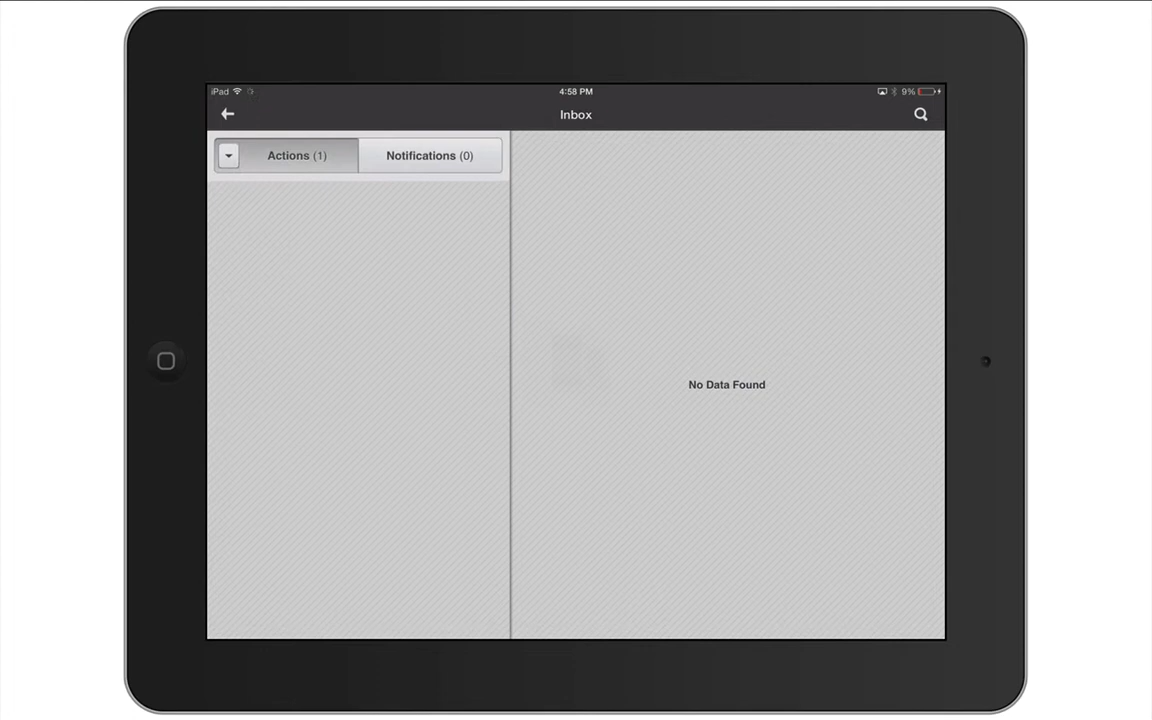 iPad 4:58 PM 9%
Inbox
Actions (1) Notifications (0)
No Data Found